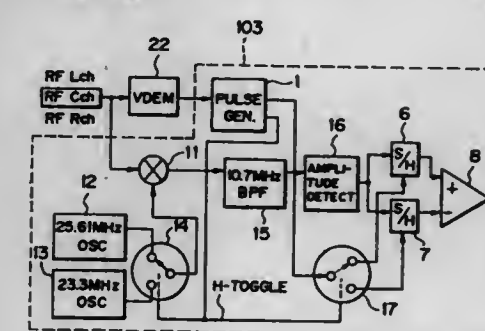 103
22
1
RF Lch
RF Cch
RF Rch
VDEM
PULSE
GEN.
16
6
8
11
S/H
+
12
10.7MHz
BPF
AMPLI-
TUDE
DETECT
25.61MHz
OSC
14
15
S/H
−
7
13
23.3MHz
OSC
H-TOGGLE
17